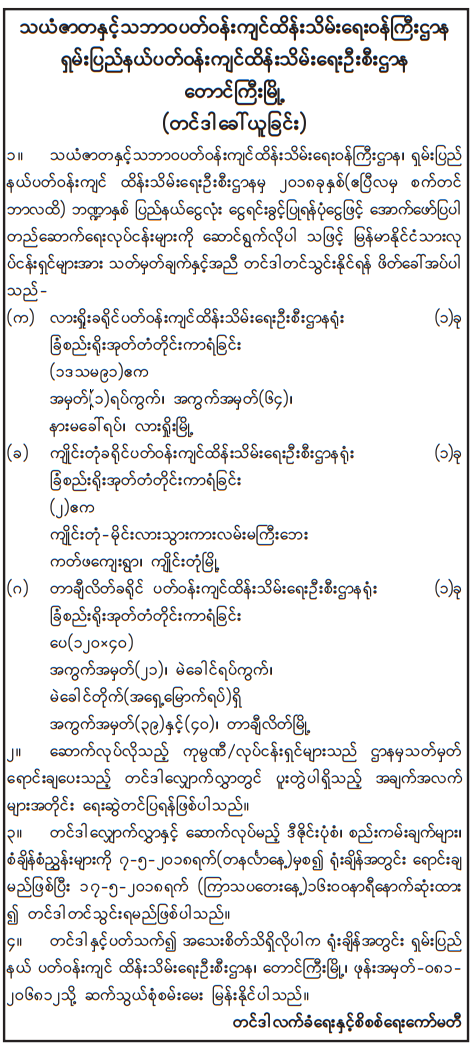 သယံဇာတနှင့်သဘာဝပတ်ဝန်းကျင်ထိန်းသိမ်းရေးဝန်ကြီးဌာန
ရှမ်းပြည်နယ်ပတ်ဝန်းကျင်ထိန်းသိမ်းရေးဦးစီးဌာန
တောင်ကြီးမြို့
(တင်ဒါခေါ်ယူခြင်း)
၁။ သယံဇာတနှင့်သဘာဝပတ်ဝန်းကျင်ထိန်းသိမ်းရေးဝန်ကြီးဌာန၊ ရှမ်းပြည်
နယ်ပတ်ဝန်းကျင် ထိန်းသိမ်းရေးဦးစီးဌာနမှ ၂၀၁၈ခုနှစ်(ဧပြီလမှ စက်တင်
ဘာလထိ) ဘဏ္ဍာနှစ် ပြည်နယ်ငွေလုံး ငွေရင်းခွင့်ပြုရန်ပုံငွေဖြင့် အောက်ဖော်ပြပါ
တည်ဆောက်ရေးလုပ်ငန်းများကို ဆောင်ရွက်လိုပါ သဖြင့် မြန်မာနိုင်ငံသားလု
ပ်ငန်းရှင်များအား သတ်မှတ်ချက်နှင့်အညီ တင်ဒါတင်သွင်းနိုင်ရန် ဖိတ်ခေါ်အပ်ပါ
သည်-
(က) လားရှိုးခရိုင်ပတ်ဝန်းကျင်ထိန်းသိမ်းရေးဦးစီးဌာနရုံး (၁)ခု
ခြံစည်းရိုးအုတ်တံတိုင်းကာရံခြင်း
(၁ဒသမ၉၁)ဧက
အမှတ်(၁)ရပ်ကွက်၊ အကွက်အမှတ်(၆၄)၊
နားမခေါ်ရပ်၊ လားရှိုးမြို့
(ခ) ကျိုင်းတုံခရိုင်ပတ်ဝန်းကျင်ထိန်းသိမ်းရေးဦးစီးဌာနရုံး (၁)ခု
ခြံစည်းရိုးအုတ်တံတိုင်းကာရံခြင်း
(၂)ဧက
ကျိုင်းတုံ-မိုင်းလားသွားကားလမ်းမကြီးဘေး
ကတ်ဖကျေးရွာ၊ ကျိုင်းတုံမြို့
(ဂ) တာချီလိတ်ခရိုင် ပတ်ဝန်းကျင်ထိန်းသိမ်းရေးဦးစီးဌာနရုံး (၁)ခု
ခြံစည်းရိုးအုတ်တံတိုင်းကာရံခြင်း
ပေ(၁၂၀×၄၀)
အကွက်အမှတ်(၂၁)၊ မဲခေါင်ရပ်ကွက်၊
မဲခေါင်တိုက်(အရှေ့မြောက်ရပ်)ရှိ
အကွက်အမှတ်(၃၉)နှင့်(၄၀)၊ တာချီလိတ်မြို့
၂။ ဆောက်လုပ်လိုသည့် ကုမ္ပဏီ/လုပ်ငန်းရှင်များသည် ဌာနမှသတ်မှတ်
ရောင်းချပေးသည့် တင်ဒါလျှောက်လွှာတွင် ပူးတွဲပါရှိသည့် အချက်အလက်
များအတိုင်း ရေးဆွဲတင်ပြရန်ဖြစ်ပါသည်။
၃။ တင်ဒါလျှောက်လွှာနှင့် ဆောက်လုပ်မည့် ဒီဇိုင်းပုံစံ၊ စည်းကမ်းချက်များ၊
စံချိန်စံညွှန်းများကို ၇-၅-၂၀၁၈ရက်(တနင်္လာနေ့)မှစ၍ ရုံးချိန်အတွင်း ရောင်းချ
မည်ဖြစ်ပြီး ၁၇-၅-၂၀၁၈ရက် (ကြာသပတေးနေ့)၁၆း၀၀နာရီနောက်ဆုံးထား
၍ တင်ဒါတင်သွင်းရမည်ဖြစ်ပါသည်။
၄။ တင်ဒါနှင့်ပတ်သက်၍ အသေးစိတ်သိရှိလိုပါက ရုံးချိန်အတွင်း ရှမ်းပြည်
နယ် ပတ်ဝန်းကျင် ထိန်းသိမ်းရေးဦးစီးဌာန၊ တောင်ကြီးမြို့၊ ဖုန်းအမှတ်-၀၈၁-
၂၀၆၈၁၂သို့ ဆက်သွယ်စုံစမ်းမေး မြန်းနိုင်ပါသည်။
တင်ဒါလက်ခံရေးနှင့်စိစစ်ရေးကော်မတီ